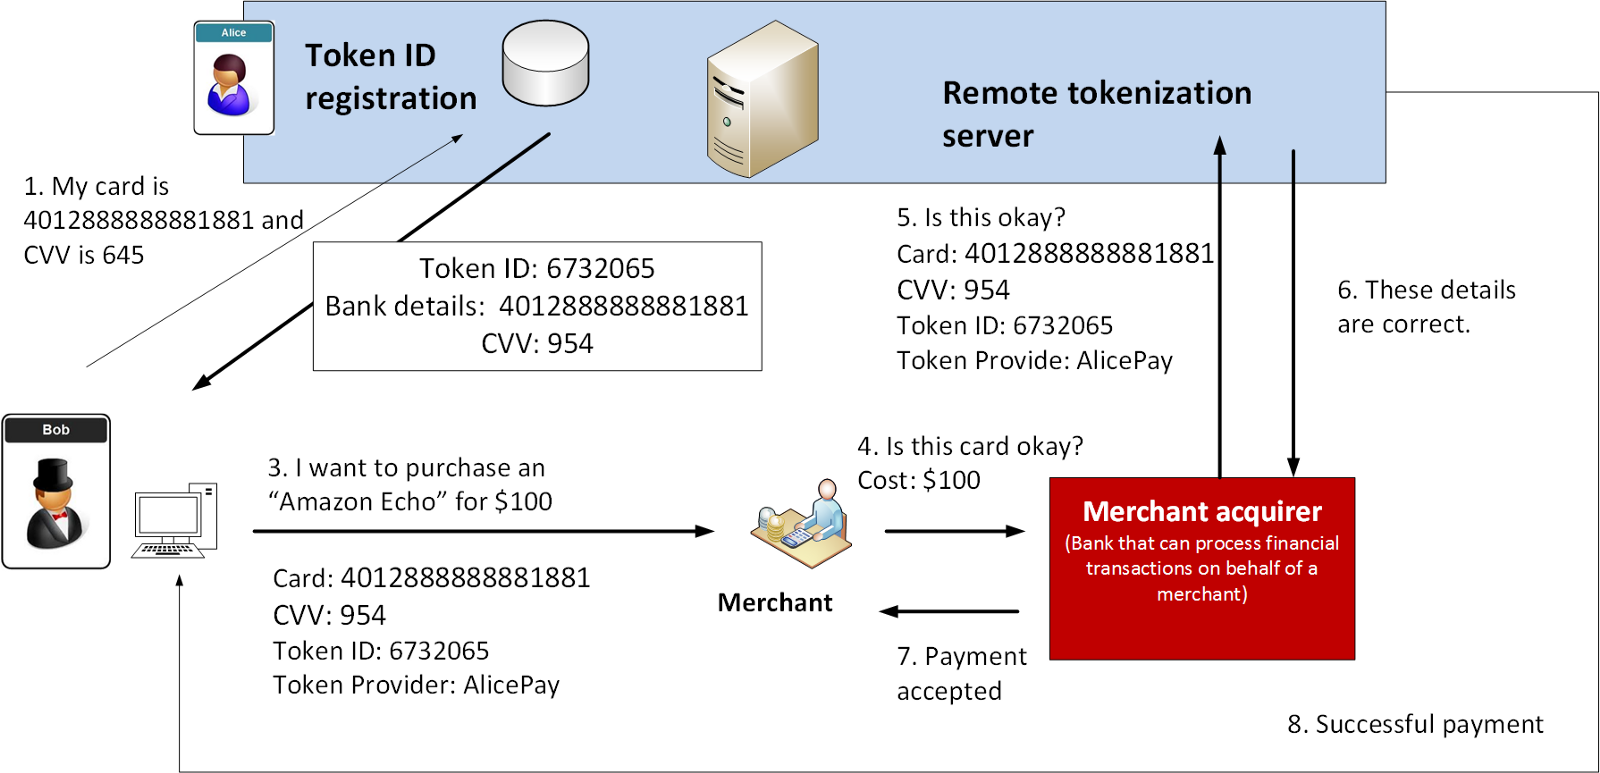 Alice
Token ID
registration
Remote tokenization
server
1. My card is
4012888888881881 and
CVV is 645
Token ID: 6732065
Bank details:  4012888888881881
CVV: 954
5. Is this okay?
Card: 4012888888881881
CVV: 954
Token ID: 6732065
Token Provide: AlicePay
6. These details
are correct.
Bob
3. I want to purchase an
“Amazon Echo” for $100
Card: 4012888888881881
CVV: 954
Token ID: 6732065
Token Provider: AlicePay
Merchant
4. Is this card okay?
Cost: $100
Merchant acquirer
(Bank that can process financial
transactions on behalf of a
merchant)
7. Payment
accepted
8. Successful payment